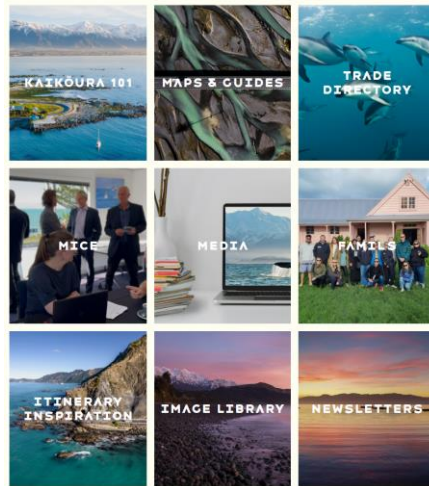 KAIKŌURA 101
MAPS & GUIDES
TRADE
DIRECTORY
MICE
MEDIA
FAMILS
ITINERARY
INSPIRATION
IMAGE LIBRARY
NEWSLETTERS